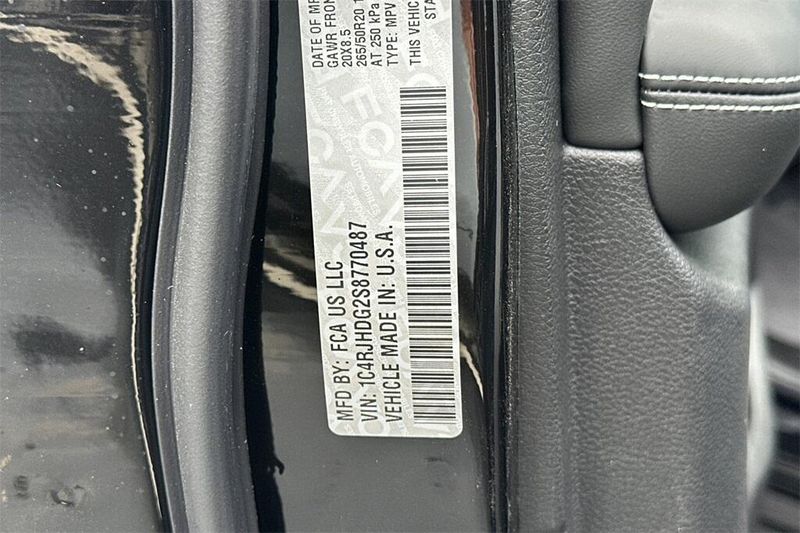 MFD BY: FCA US LLC
DATE OF MF
GAWR FRON
20X8.5
265/50R20 1
AT 250 kPa
VIN: 1C4RJHDG2S8770487
TYPE: MPV
VEHICLE MADE IN: U.S.A.
THIS VEHIC
STA